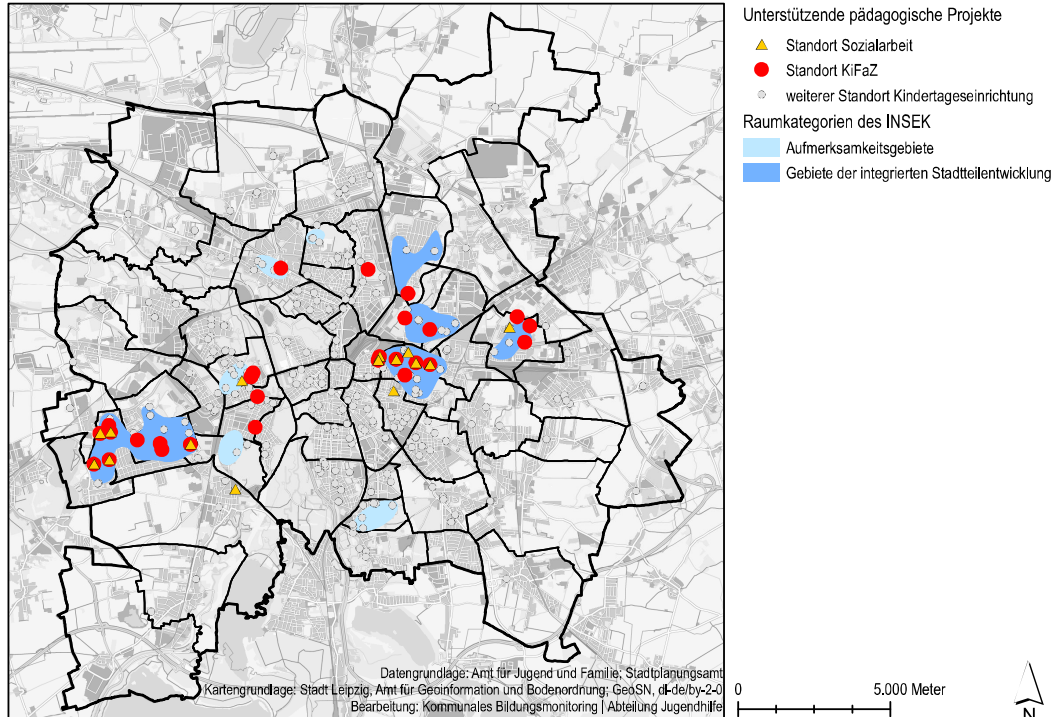 Unterstützende pädagogische Projekte
Standort Sozialarbeit
Standort KiFaZ
weiterer Standort Kindertageseinrichtung
Raumkategorien des INSEK
Aufmerksamkeitsgebiete
Gebiete der integrierten Stadtteilentwicklung
Datengrundlage: Amt für Jugend und Familie; Stadtplanungsamt
Kartengrundlage: Stadt Leipzig, Amt für Geoinformation und Bodenordnung; GeoSN, dl-de/by-2-0
Bearbeitung: Kommunales Bildungsmonitoring | Abteilung Jugendhilfe
0 5.000 Meter
N